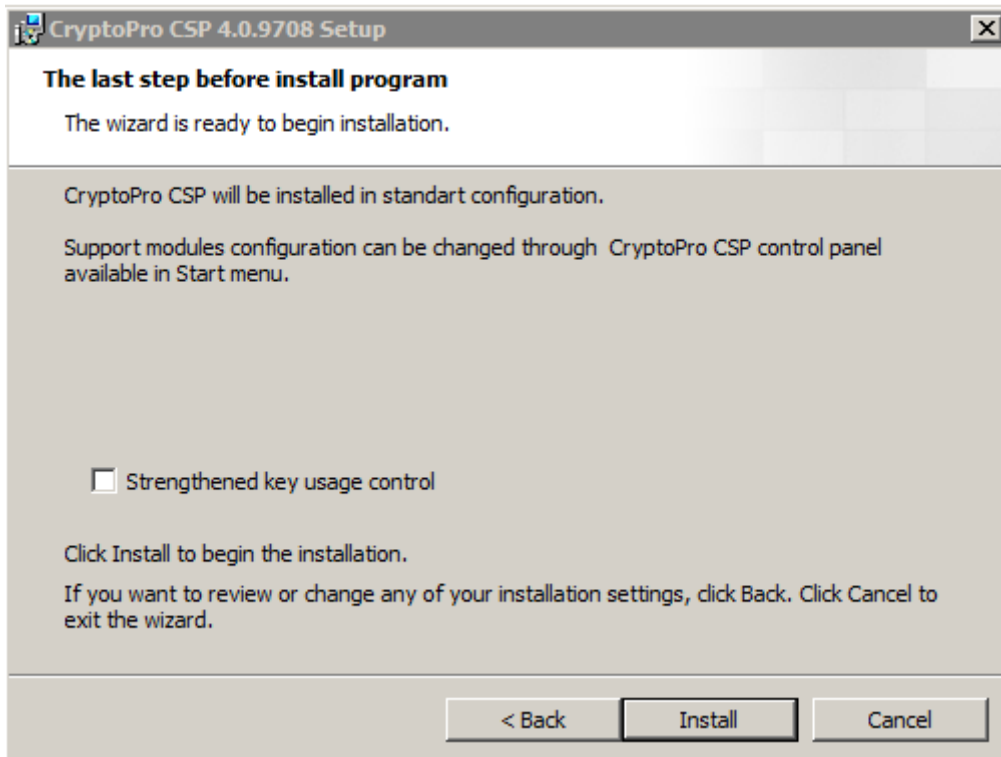 CryptoPro CSP 4.0.9708 Setup
The last step before install program
The wizard is ready to begin installation.
CryptoPro CSP will be installed in standart configuration.
Support modules configuration can be changed through CryptoPro CSP control panel
available in Start menu.
Strengthened key usage control
Click Install to begin the installation.
If you want to review or change any of your installation settings, click Back. Click Cancel to
exit the wizard.
< Back Install Cancel